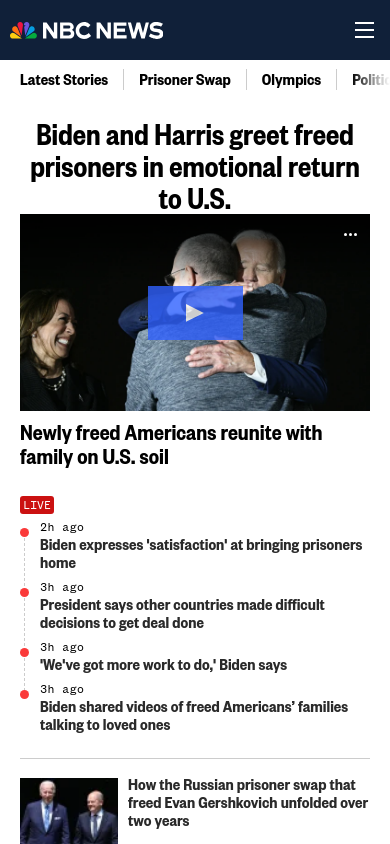 NBC NEWS
Latest Stories
Prisoner Swap
Olympics
Biden and Harris greet freed
prisoners in emotional return
to U.S.
Newly freed Americans reunite with
family on U.S. soil
LIVE
2h ago
Biden expresses 'satisfaction' at bringing prisoners
home
3h ago
President says other countries made difficult
decisions to get deal done
3h ago
'We've got more work to do,' Biden says
3h ago
Biden shared videos of freed Americans’ families
talking to loved ones
How the Russian prisoner swap that
freed Evan Gershkovich unfolded over
two years